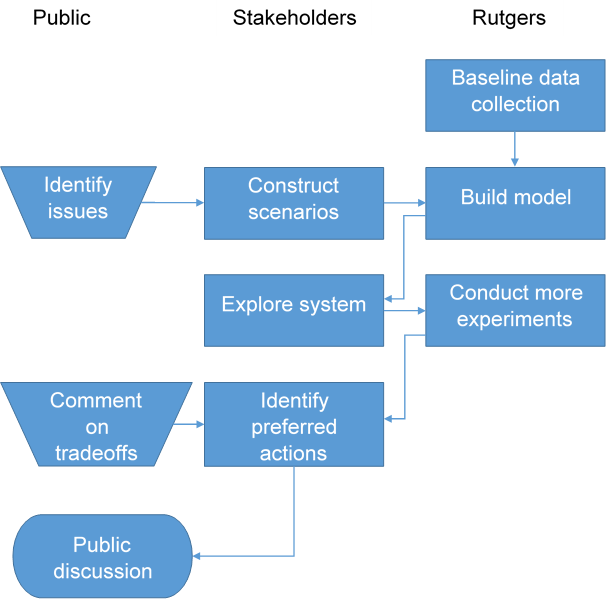 Public
Stakeholders
Rutgers
Baseline data
collection
Identify
issues
Construct
scenarios
Build model
Explore system
Conduct more
experiments
Comment
on
tradeoffs
Identify
preferred
actions
Public
discussion